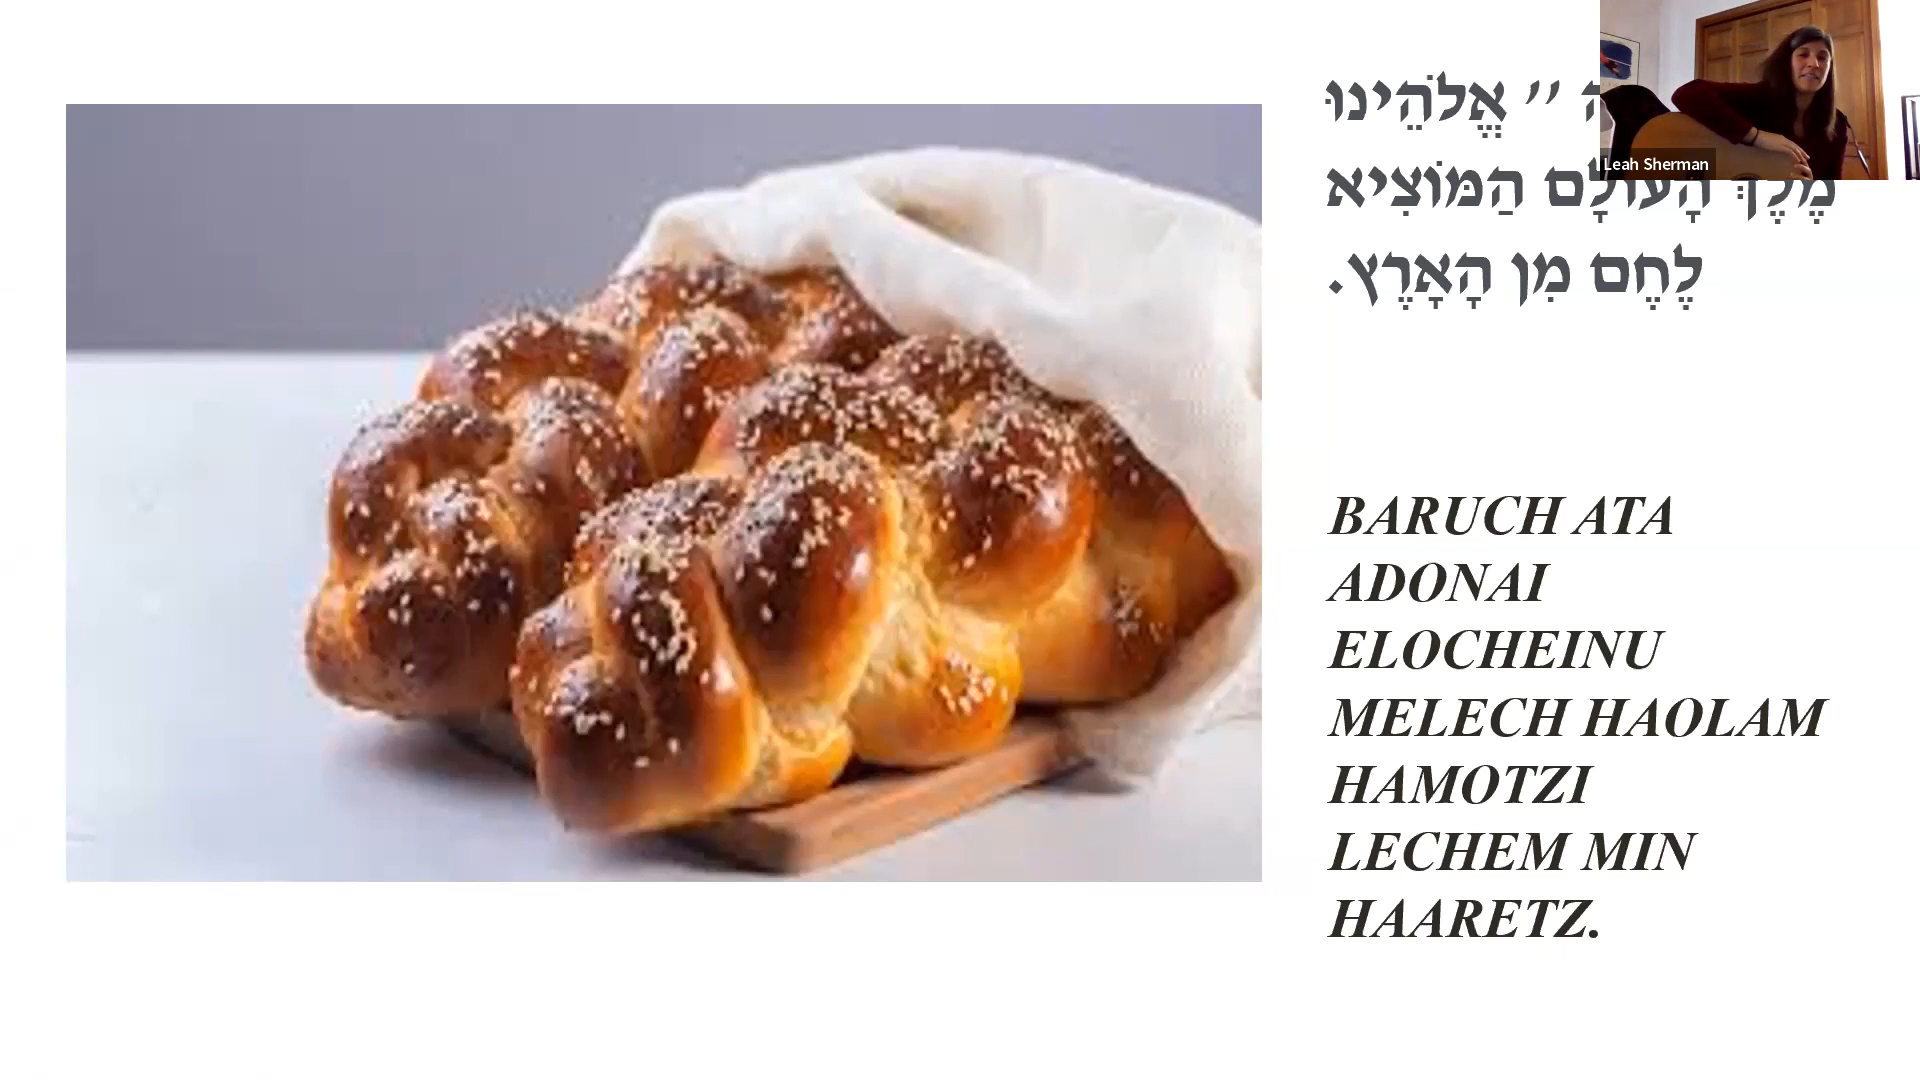 ׳׳ אֱלֹהֵינוּ
מֶלֶךְ הָעוֹלָם הַמּוֹצִיא
לֶחֶם מִן הָאָרֶץ.
Leah Sherman
BARUCH ATA
ADONAI
ELOCHEINU
MELECH HAOLAM
HAMOTZI
LECHEM MIN
HAARETZ.